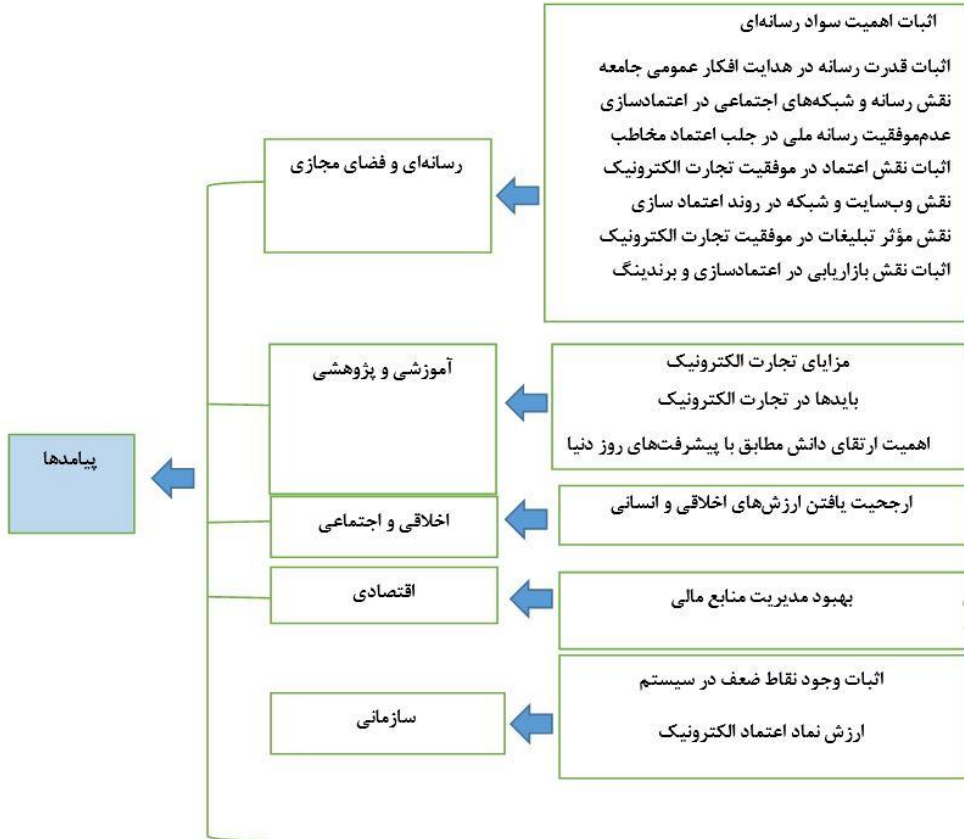 اثبات اهمیت سواد رسانه‌ای
اثبات قدرت رسانه در هدایت افکار عمومی جامعه
نقش رسانه و شبکه‌های اجتماعی در اعتمادسازی
عدم‌موفقیت رسانه ملی در جلب اعتماد مخاطب
اثبات نقش اعتماد در موفقیت تجارت الکترونیک
نقش وب‌سایت و شبکه در روند اعتماد سازی
نقش مؤثر تبلیغات در موفقیت تجارت الکترونیک
اثبات نقش بازاریابی در اعتمادسازی و برندینگ
رسانه‌ای و فضای مجازی
مزایای تجارت الکترونیک
بایدها در تجارت الکترونیک
اهمیت ارتقای دانش مطابق با پیشرفت‌های روز دنیا
آموزشی و پژوهشی
ارجحیت یافتن ارزش‌های اخلاقی و انسانی
اخلاقی و اجتماعی
بهبود مدیریت منابع مالی
اقتصادی
اثبات وجود نقاط ضعف در سیستم
ارزش نماد اعتماد الکترونیک
سازمانی
پیامدها